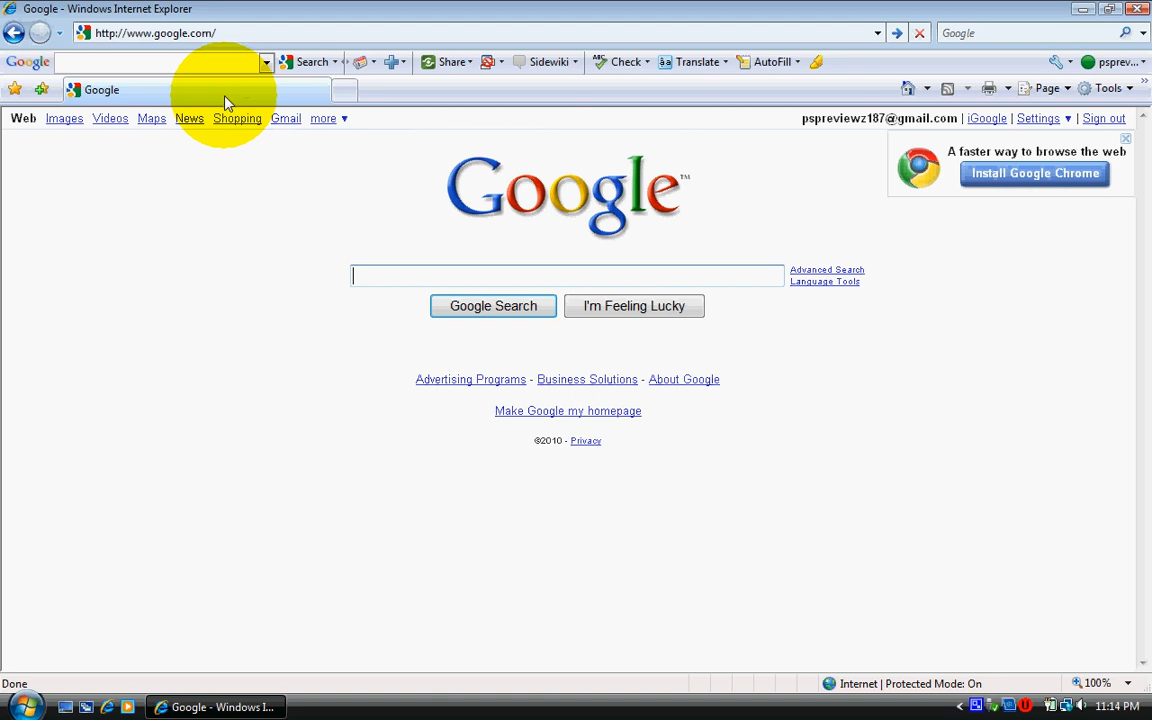 Google - Windows Internet Explorer
http://www.google.com/
Google
Google
Search
Share
Sidewiki
Check
Translate
AutoFill
psprev...
Google
Page
Tools
Web Images Videos Maps News Shopping Gmail more ▼
pspreviewz187@gmail.com | iGoogle | Settings ▼ | Sign out
A faster way to browse the web
Install Google Chrome
Google™
Advanced Search
Language Tools
Google Search
I'm Feeling Lucky
Advertising Programs - Business Solutions - About Google
Make Google my homepage
©2010 - Privacy
Done
Internet | Protected Mode: On
100%
Google - Windows I...
11:14 PM